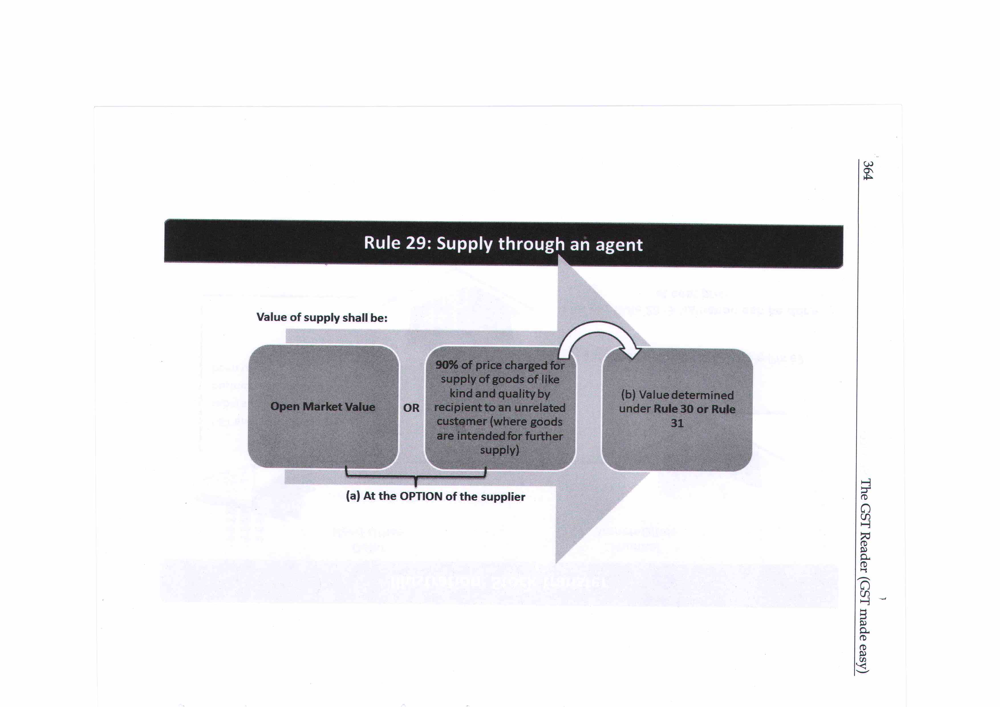 364
The GST Reader (GST made easy)
Rule 29: Supply through an agent
Value of supply shall be:
Open Market Value
OR
90% of price charged for
supply of goods of like
kind and quality by
recipient to an unrelated
customer (where goods
are intended for further
supply)
(b) Value determined
under Rule 30 or Rule
31
(a) At the OPTION of the supplier